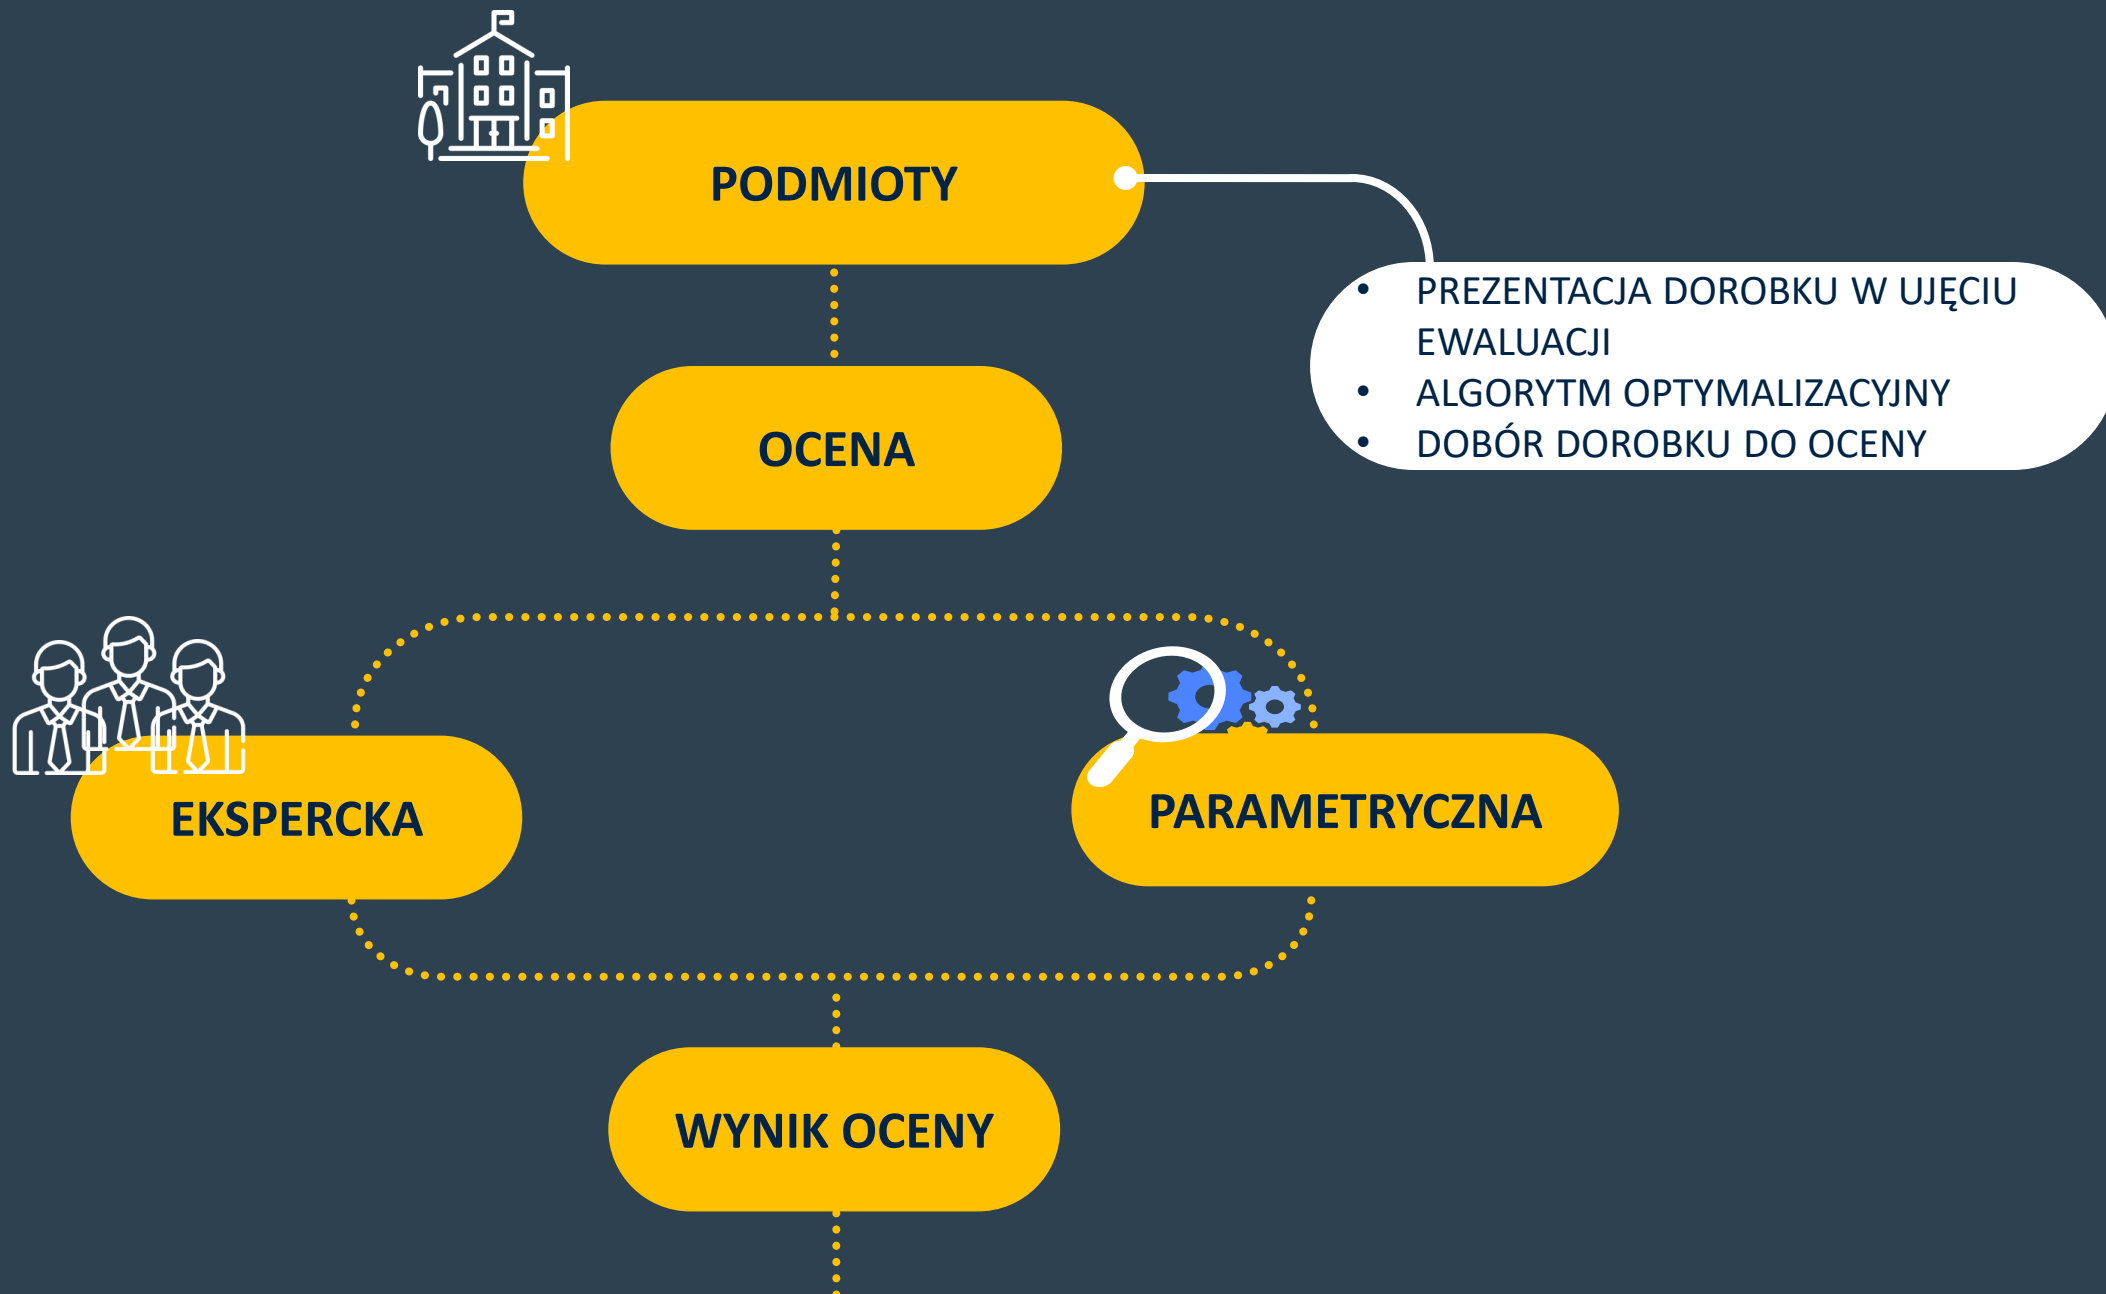 PODMIOTY
• PREZENTACJA DOROBKU W UJĘCIU
EWALUACJI
• ALGORYTM OPTYMALIZACYJNY
• DOBÓR DOROBKU DO OCENY
OCENA
EKSPERCKA
PARAMETRYCZNA
WYNIK OCENY